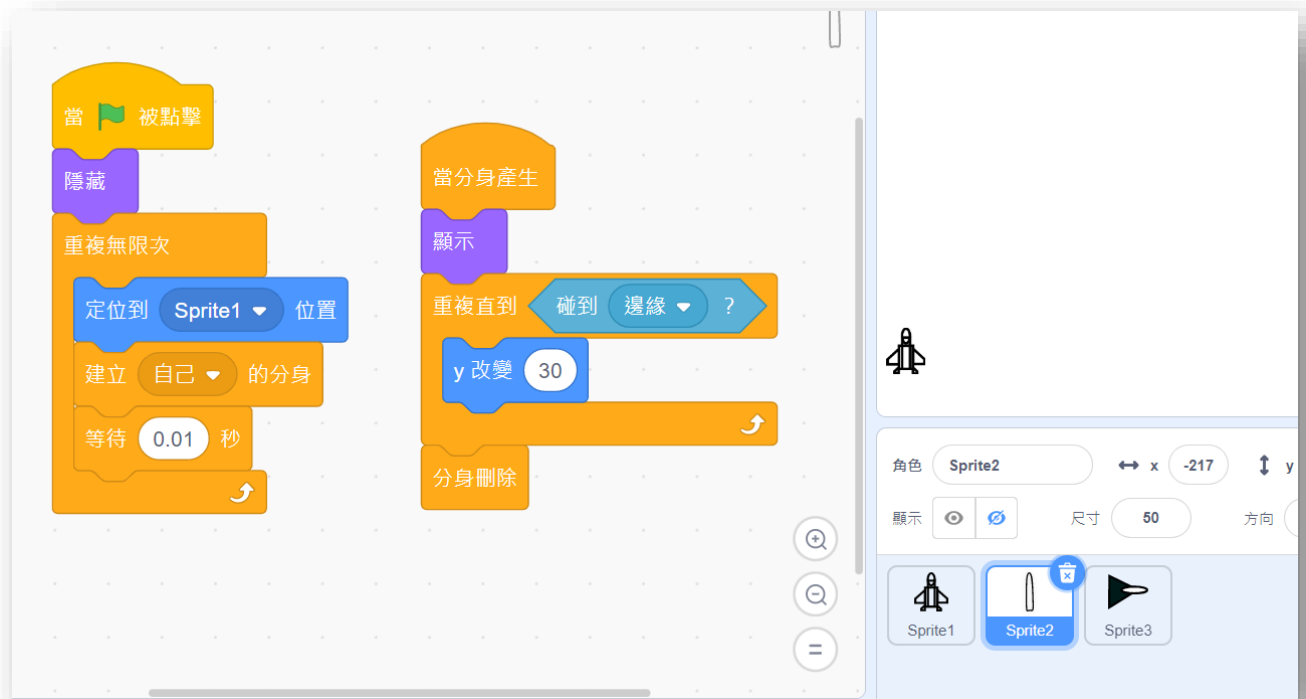 當 被點擊
隱藏
重複無限次
定位到 Sprite1 位置
建立 自己 的分身
等待 0.01 秒
當分身產生
顯示
重複直到 碰到 邊緣 ?
y 改變 30
分身刪除
角色 Sprite2 x -217 y
顯示 尺寸 50 方向
Sprite1 Sprite2 Sprite3